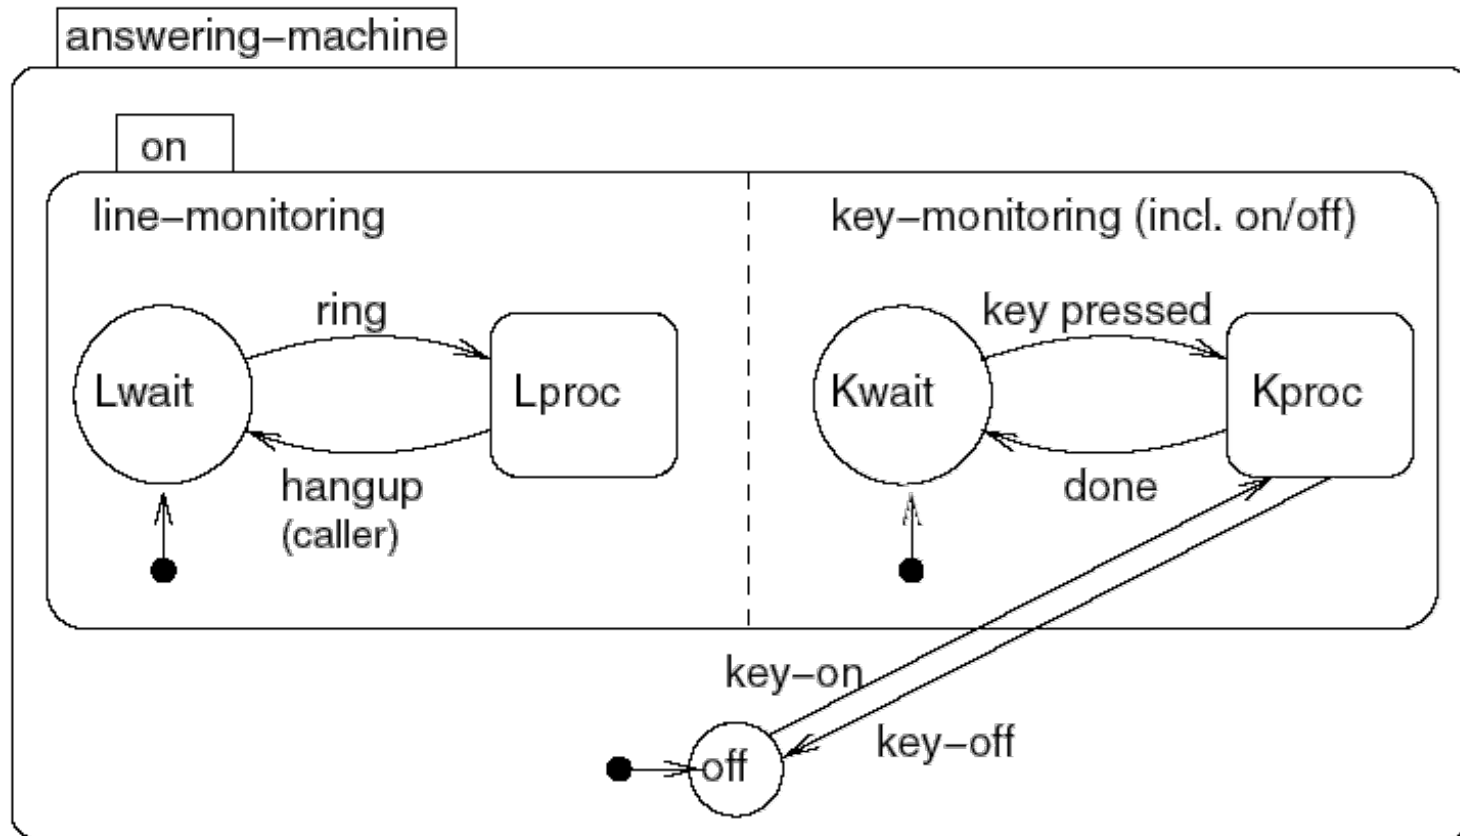 answering-machine
on
line-monitoring
key-monitoring (incl. on/off)
ring
key pressed
Lwait
Lproc
Kwait
Kproc
hangup
(caller)
done
key-on
key-off
off